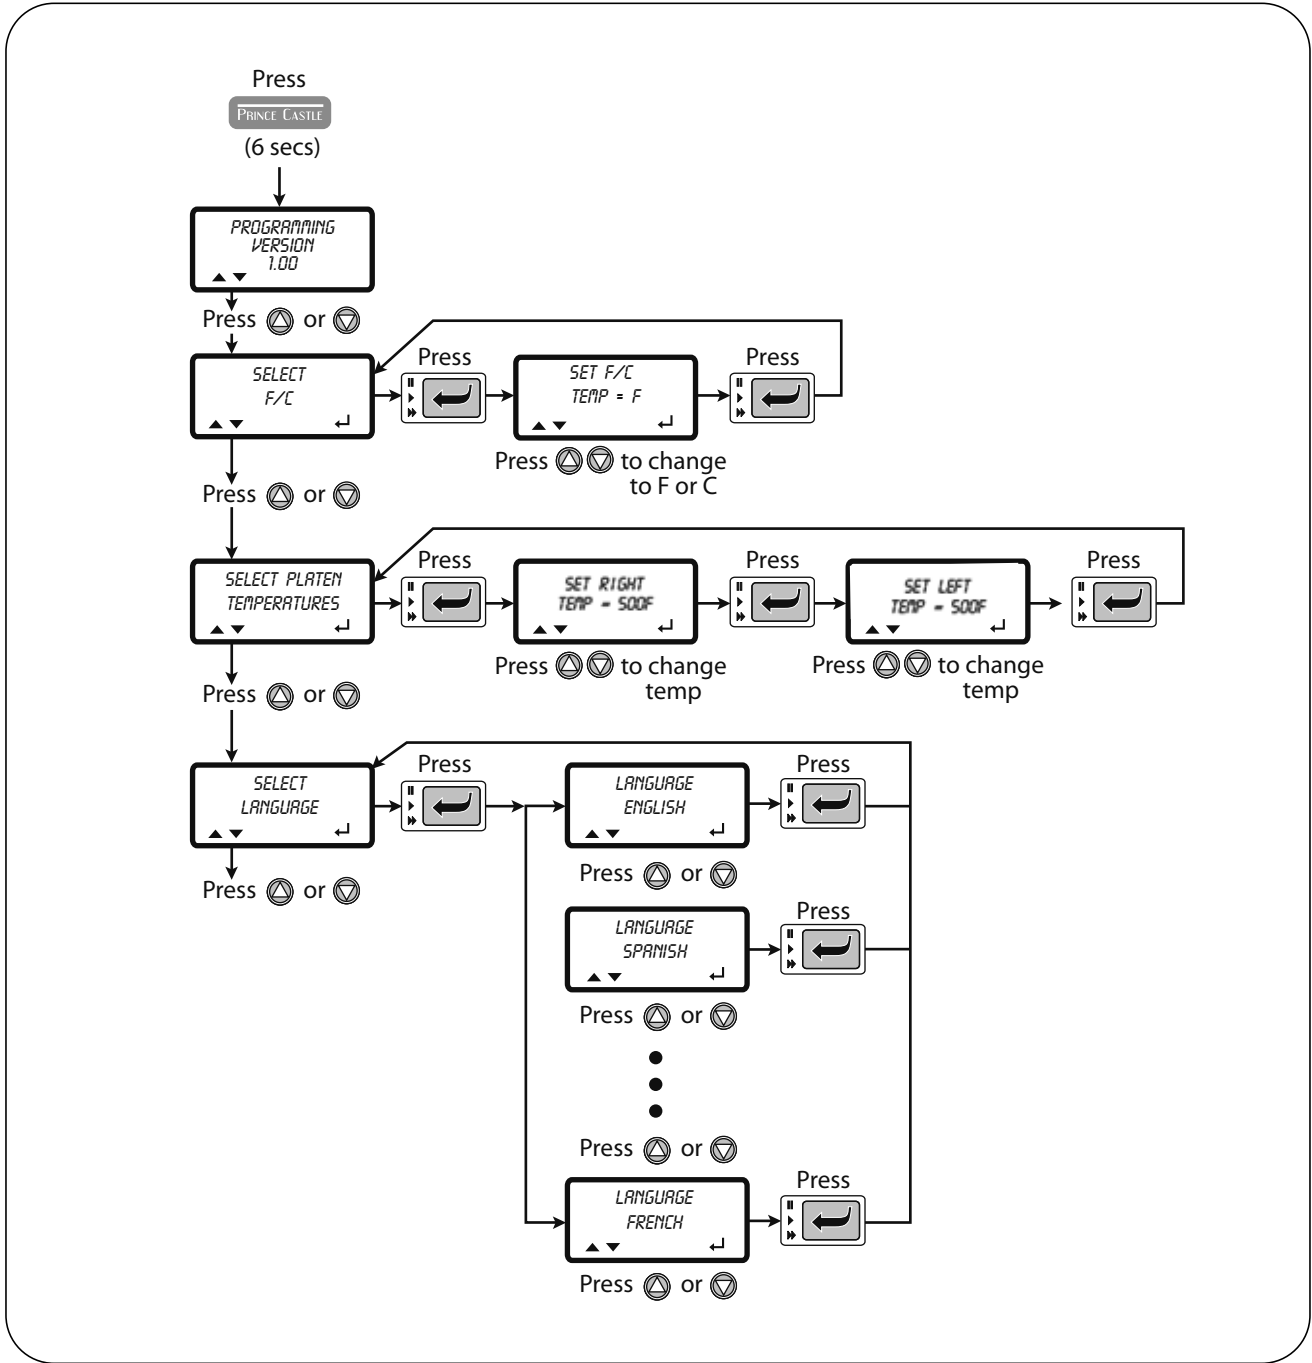 Press
PRINCE CASTLE
(6 secs)
PROGRAMMING
VERSION
1.00
Press or
SELECT
F/C
Press
SET F/C
TEMP = F
Press
Press to change
to F or C
Press or
SELECT PLATEN
TEMPERATURES
Press
SET RIGHT
TEMP = 500F
Press
SET LEFT
TEMP = 500F
Press
Press to change
temp
Press to change
temp
Press or
SELECT
LANGUAGE
Press
LANGUAGE
ENGLISH
Press
Press or
Press or
LANGUAGE
SPANISH
Press
Press or
Press or
LANGUAGE
FRENCH
Press
Press or